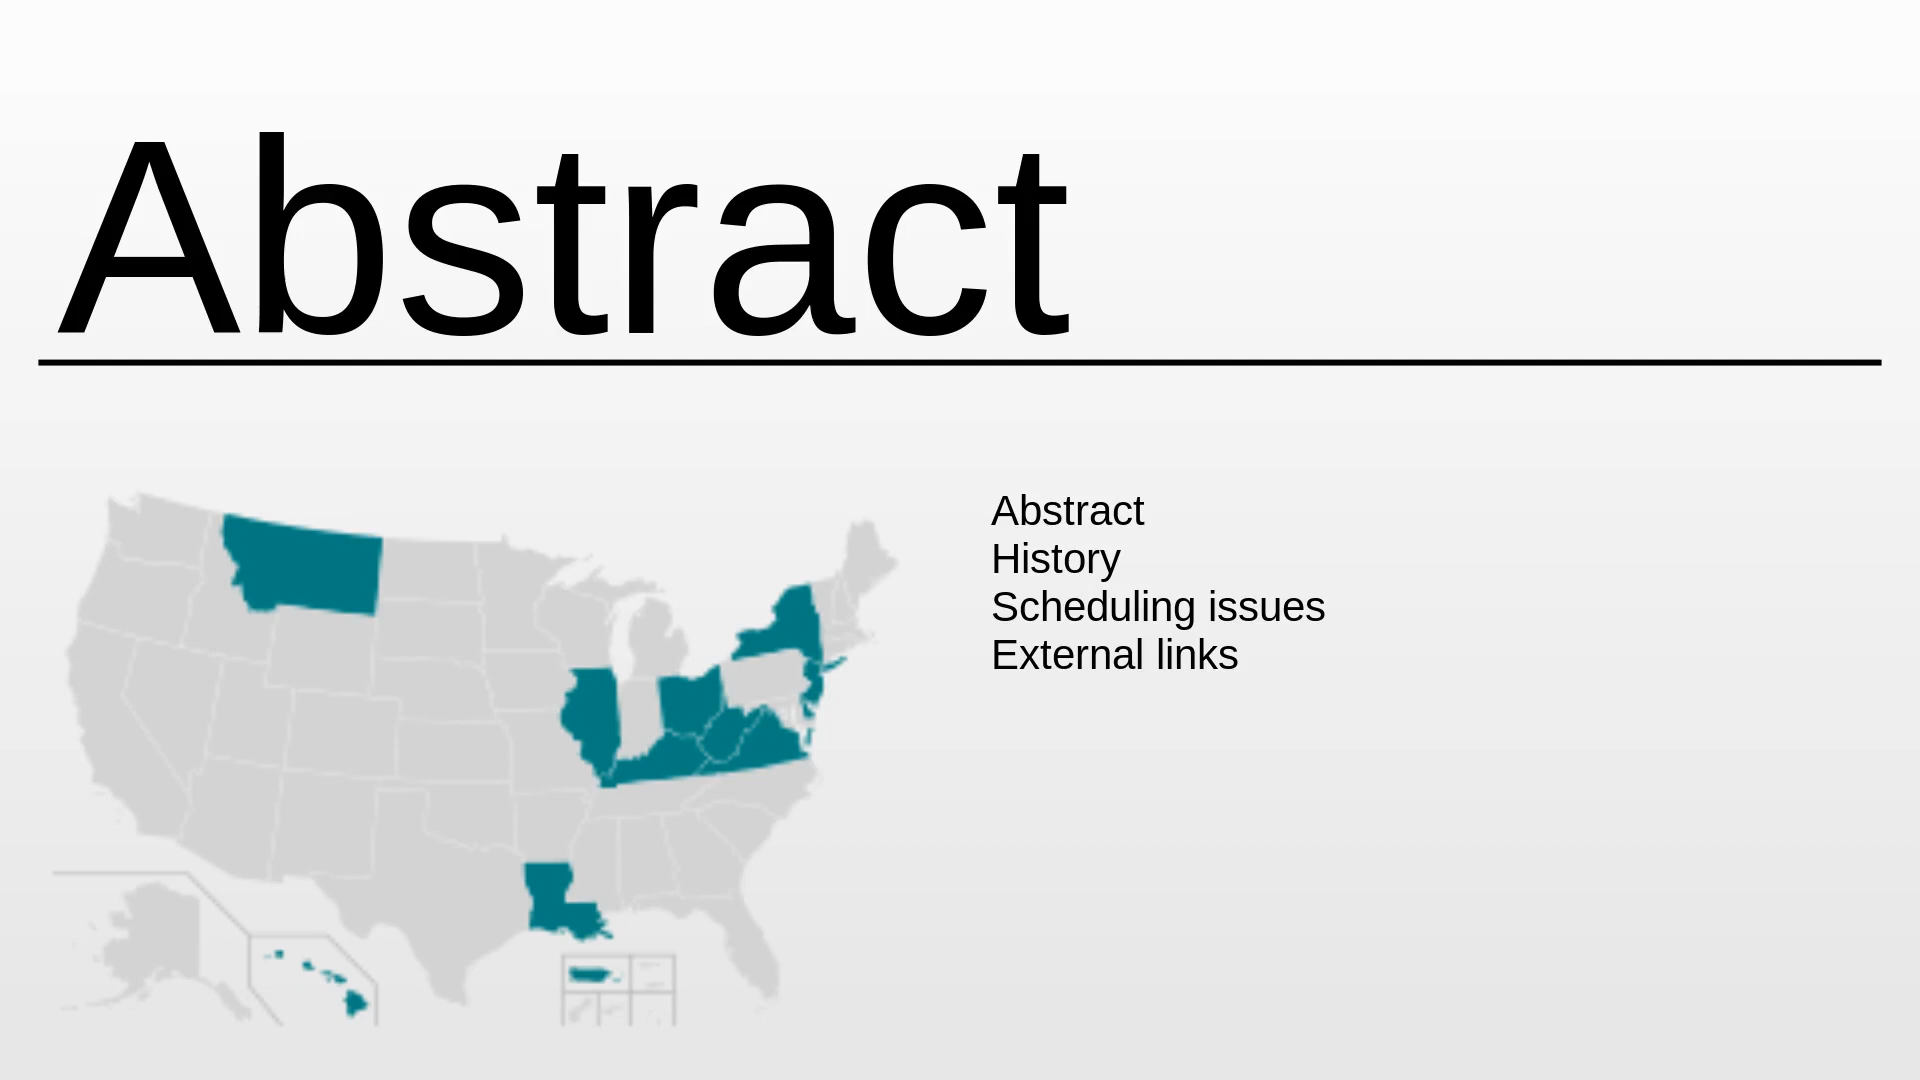 Abstract
Abstract
History
Scheduling issues
External links